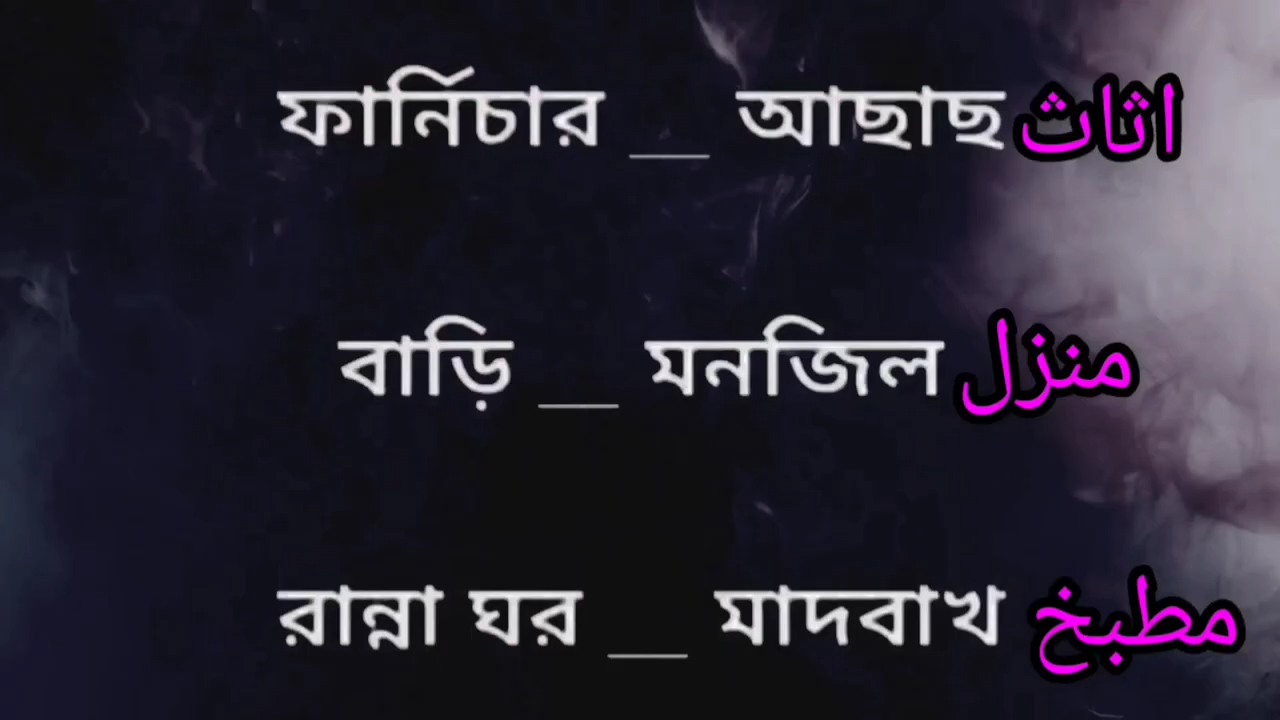 ফার্নিচার __ আছাছ اثاث
বাড়ি __ মনজিল منزل
রান্না ঘর __ মাদবাখ مطبخ